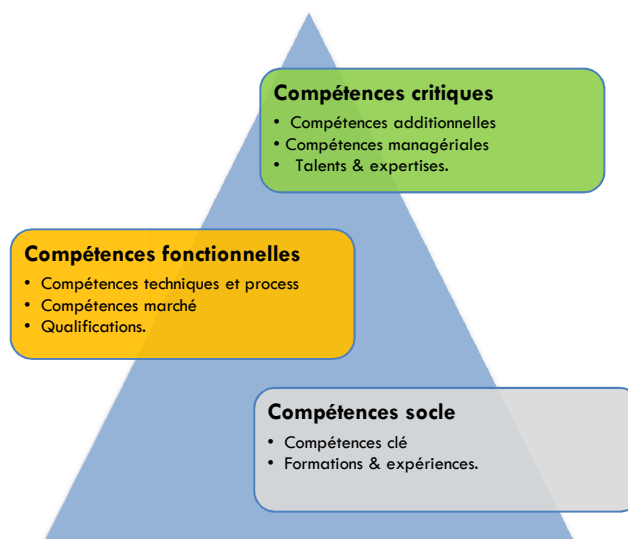 Compétences critiques
• Compétences additionnelles
• Compétences managériales
• Talents & expertises.
Compétences fonctionnelles
• Compétences techniques et process
• Compétences marché
• Qualifications.
Compétences socle
• Compétences clé
• Formations & expériences.